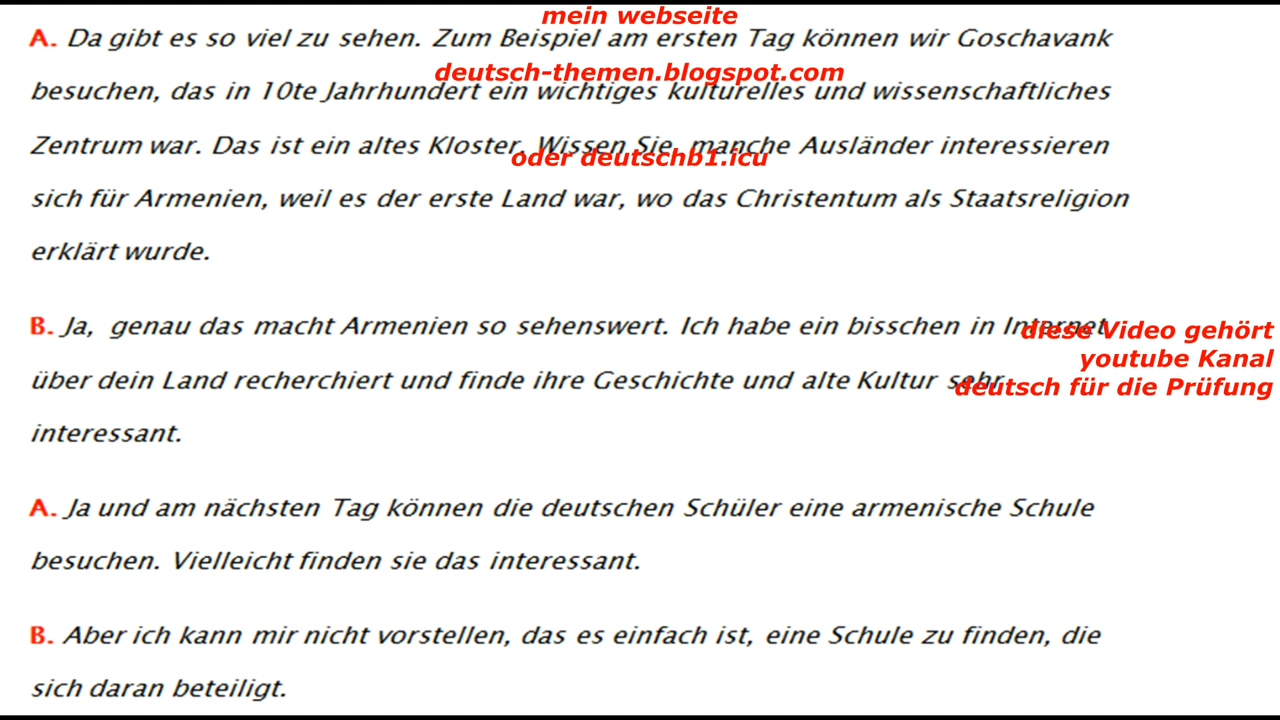 mein webseite
A. Da gibt es so viel zu sehen. Zum Beispiel am ersten Tag können wir Goschavank
deutsch-themen.blogspot.com
besuchen, das in 10te Jahrhundert ein wichtiges kulturelles und wissenschaftliches
Zentrum war. Das ist ein altes Kloster. Wissen Sie, manche Ausländer interessieren
oder deutschb1.icu
sich für Armenien, weil es der erste Land war, wo das Christentum als Staatsreligion
erklärt wurde.
B. Ja, genau das macht Armenien so sehenswert. Ich habe ein bisschen in Internet
diese Video gehört
youtube Kanal
über dein Land recherchiert und finde ihre Geschichte und alte Kultur sehr
deutsch für die Prüfung
interessant.
A. Ja und am nächsten Tag können die deutschen Schüler eine armenische Schule
besuchen. Vielleicht finden sie das interessant.
B. Aber ich kann mir nicht vorstellen, das es einfach ist, eine Schule zu finden, die
sich daran beteiligt.